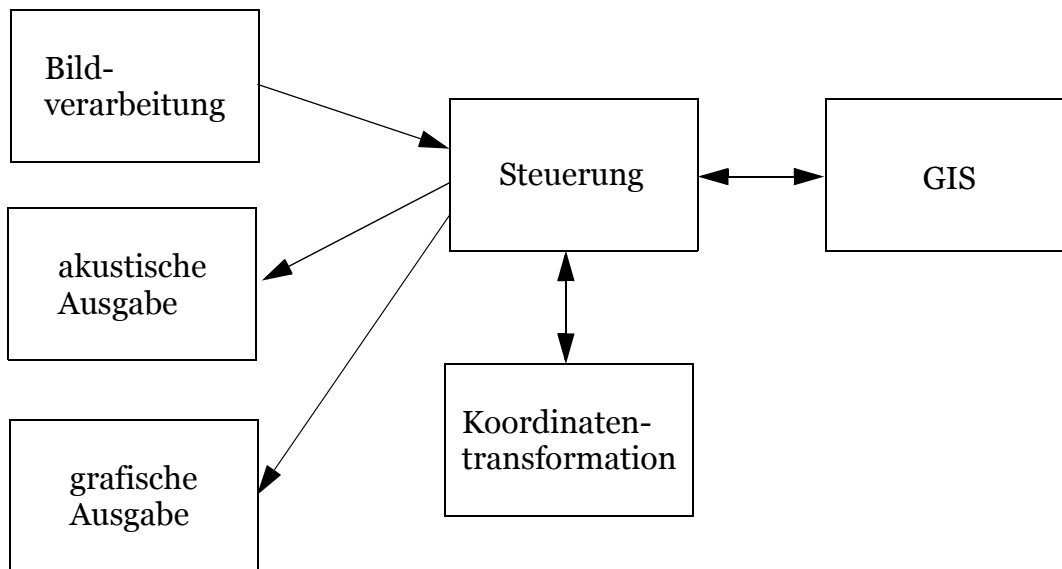 Bild-
verarbeitung
Steuerung
GIS
akustische
Ausgabe
Koordinaten-
transformation
grafische
Ausgabe